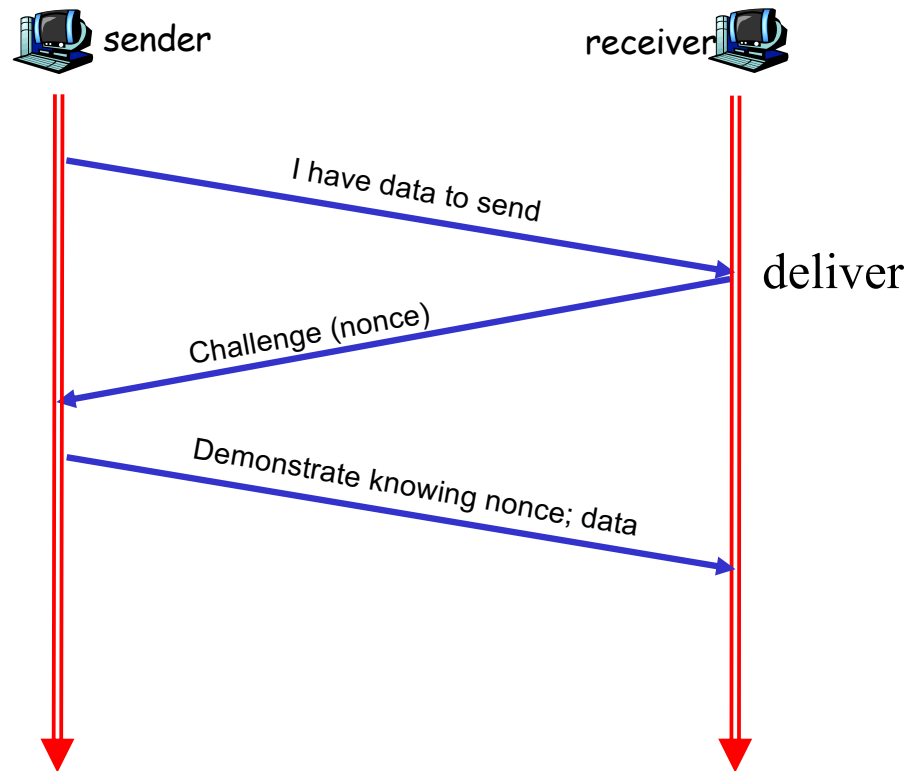 sender
receiver
I have data to send
deliver
Challenge (nonce)
Demonstrate knowing nonce; data